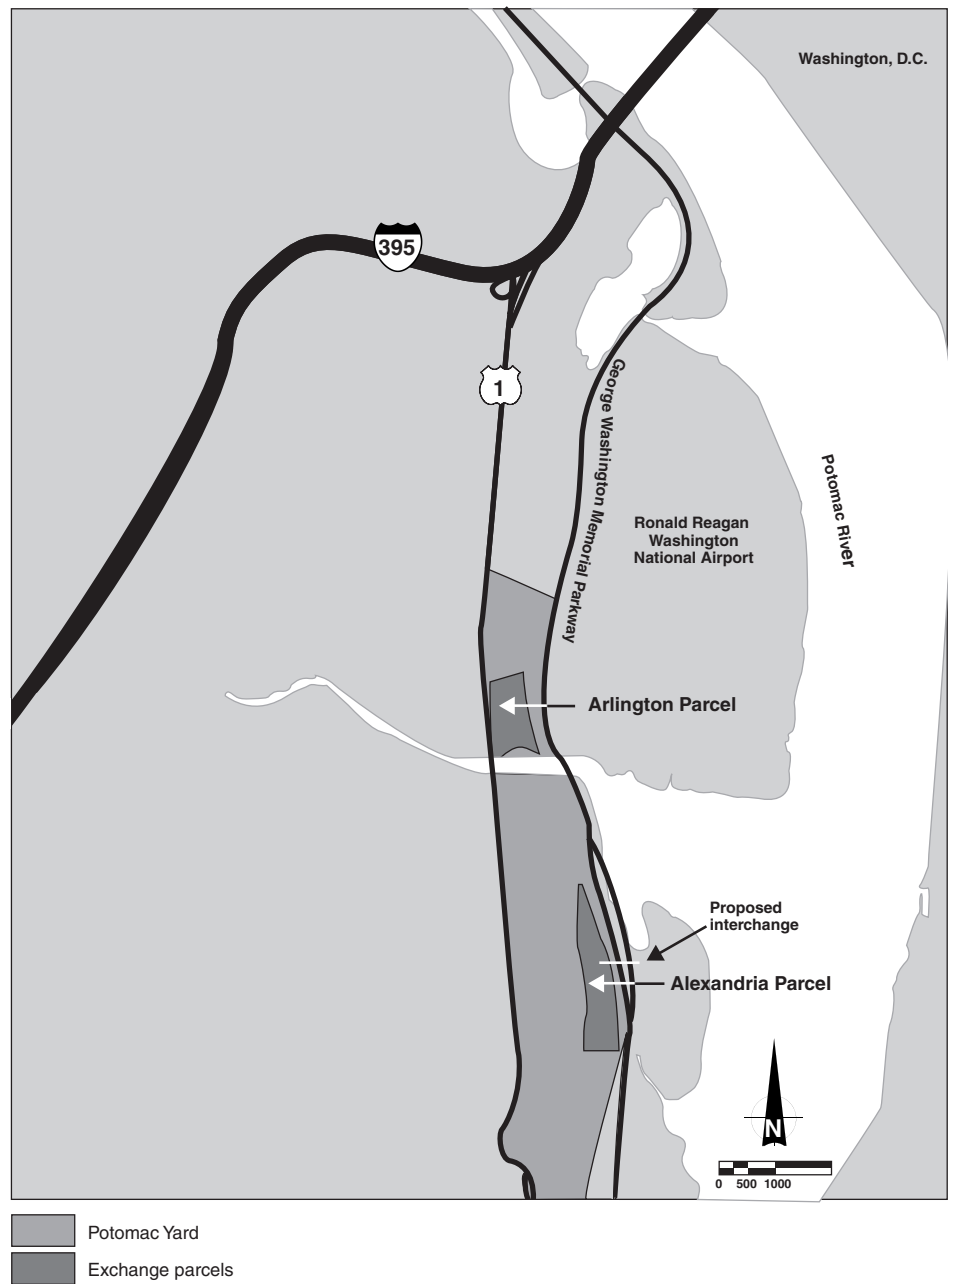 Washington, D.C.
395
1
George Washington Memorial Parkway
Potomac River
Ronald Reagan
Washington
National Airport
Arlington Parcel
Proposed
interchange
Alexandria Parcel
N
0 500 1000
Potomac Yard
Exchange parcels